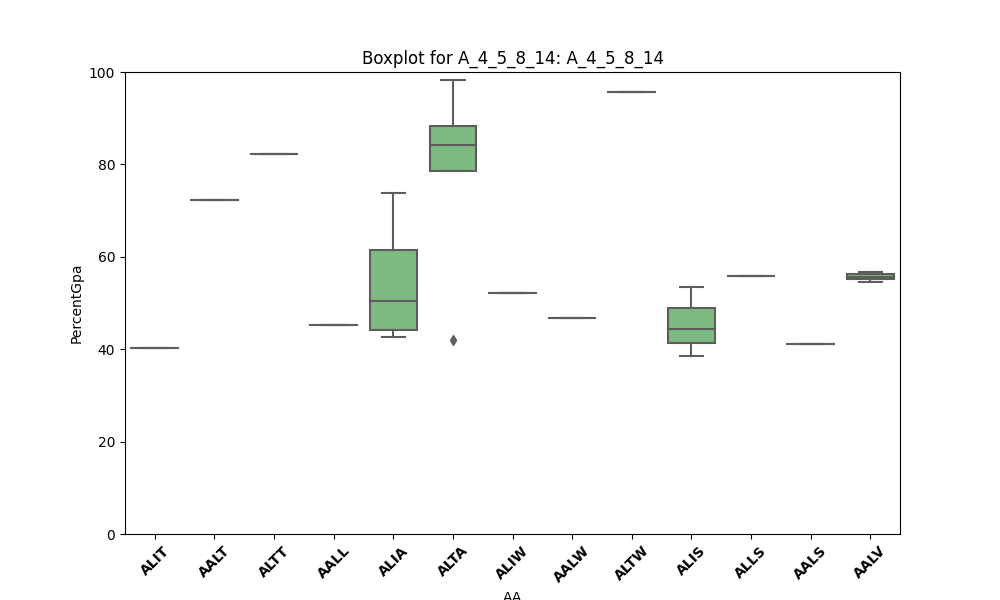 Boxplot for A_4_5_8_14: A_4_5_8_14
100
80
60
40
20
0
PercentGpa
ALIT AALT ALTT AALL ALIA ALTA ALIW AALW ALTW ALIS ALLS AALS AALV
AA